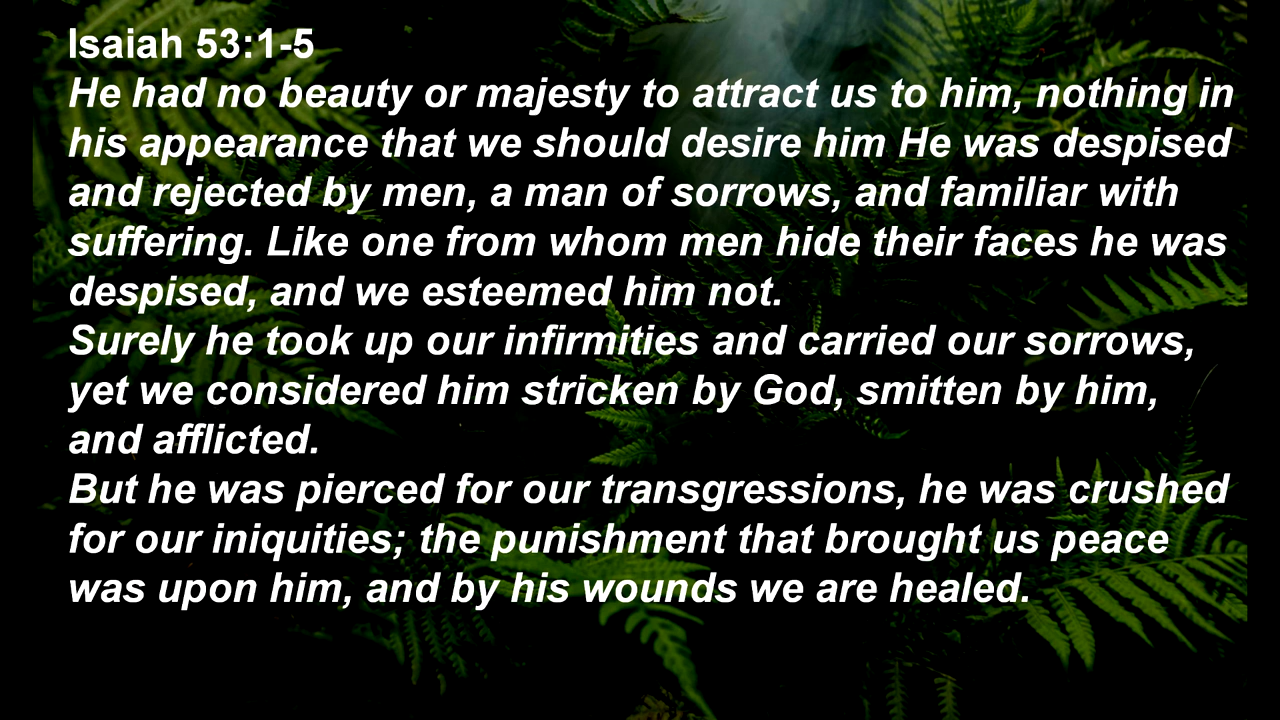 Isaiah 53:1-5
He had no beauty or majesty to attract us to him, nothing in
his appearance that we should desire him He was despised
and rejected by men, a man of sorrows, and familiar with
suffering. Like one from whom men hide their faces he was
despised, and we esteemed him not.
Surely he took up our infirmities and carried our sorrows,
yet we considered him stricken by God, smitten by him,
and afflicted.
But he was pierced for our transgressions, he was crushed
for our iniquities; the punishment that brought us peace
was upon him, and by his wounds we are healed.